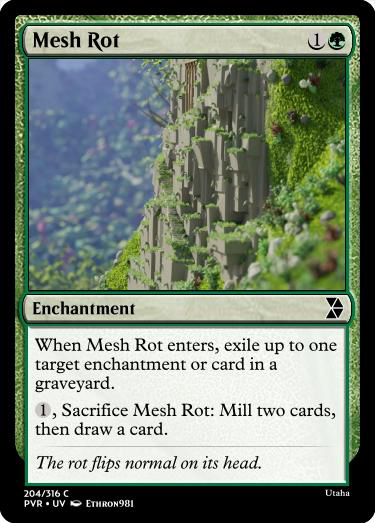 Mesh Rot 1
Enchantment
When Mesh Rot enters, exile up to one
target enchantment or card in a
graveyard.
1, Sacrifice Mesh Rot: Mill two cards,
then draw a card.
The rot flips normal on its head.
204/316 C
PVR • UV Ethron981
Utaha